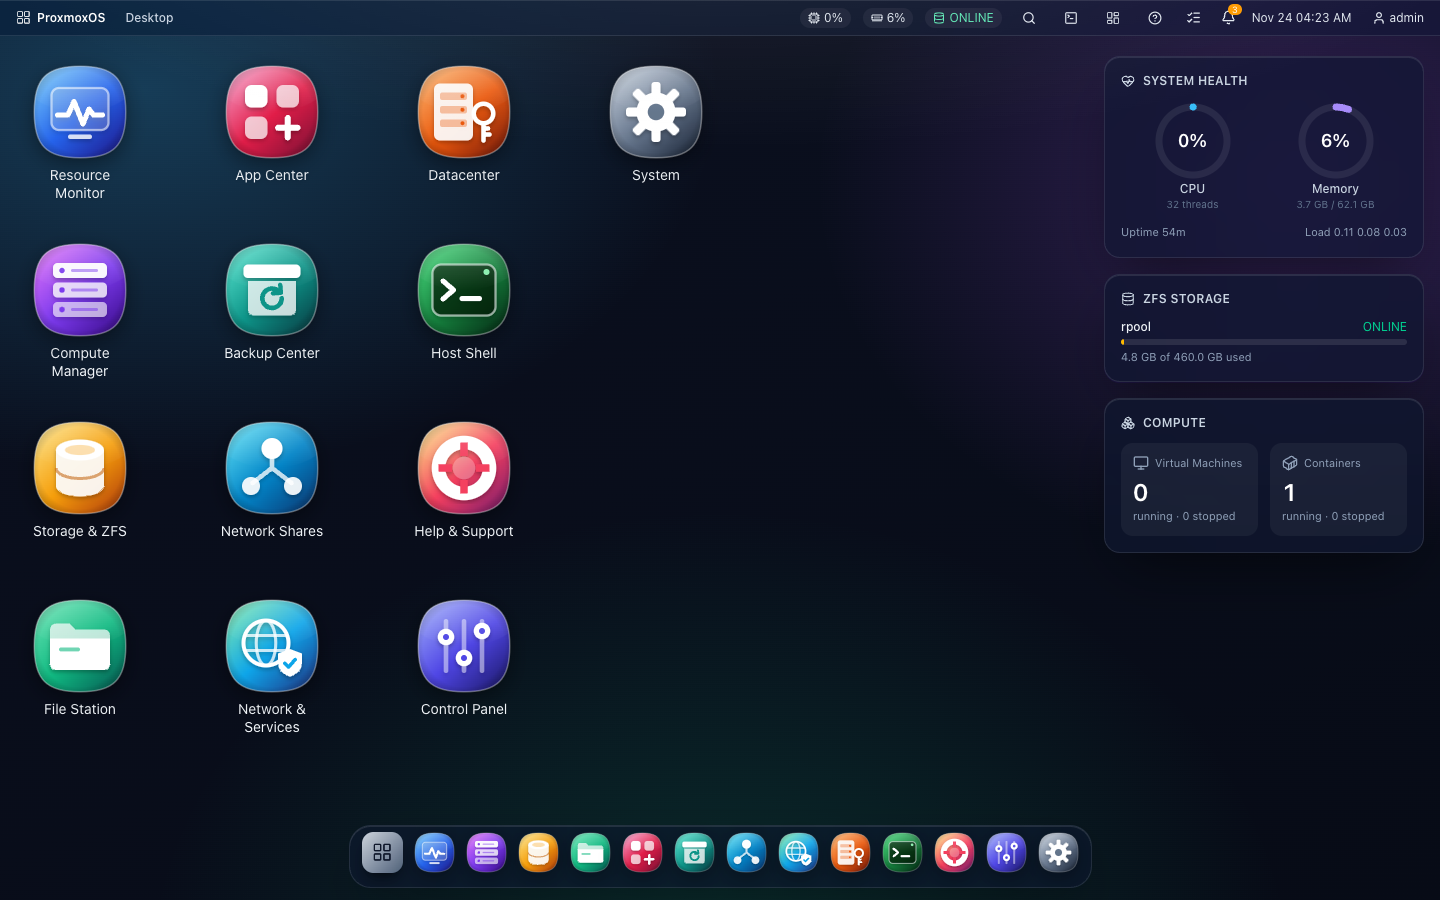 ProxmoxOS Desktop 0% 6% ONLINE 3 Nov 24 04:23 AM admin
Resource
Monitor
App Center
Datacenter
System
Compute
Manager
Backup Center
Host Shell
Storage & ZFS
Network Shares
Help & Support
File Station
Network &
Services
Control Panel
SYSTEM HEALTH
0% 6%
CPU Memory
32 threads 3.7 GB / 62.1 GB
Uptime 54m Load 0.11 0.08 0.03
ZFS STORAGE
rpool ONLINE
4.8 GB of 460.0 GB used
COMPUTE
Virtual Machines
0
running · 0 stopped
Containers
1
running · 0 stopped